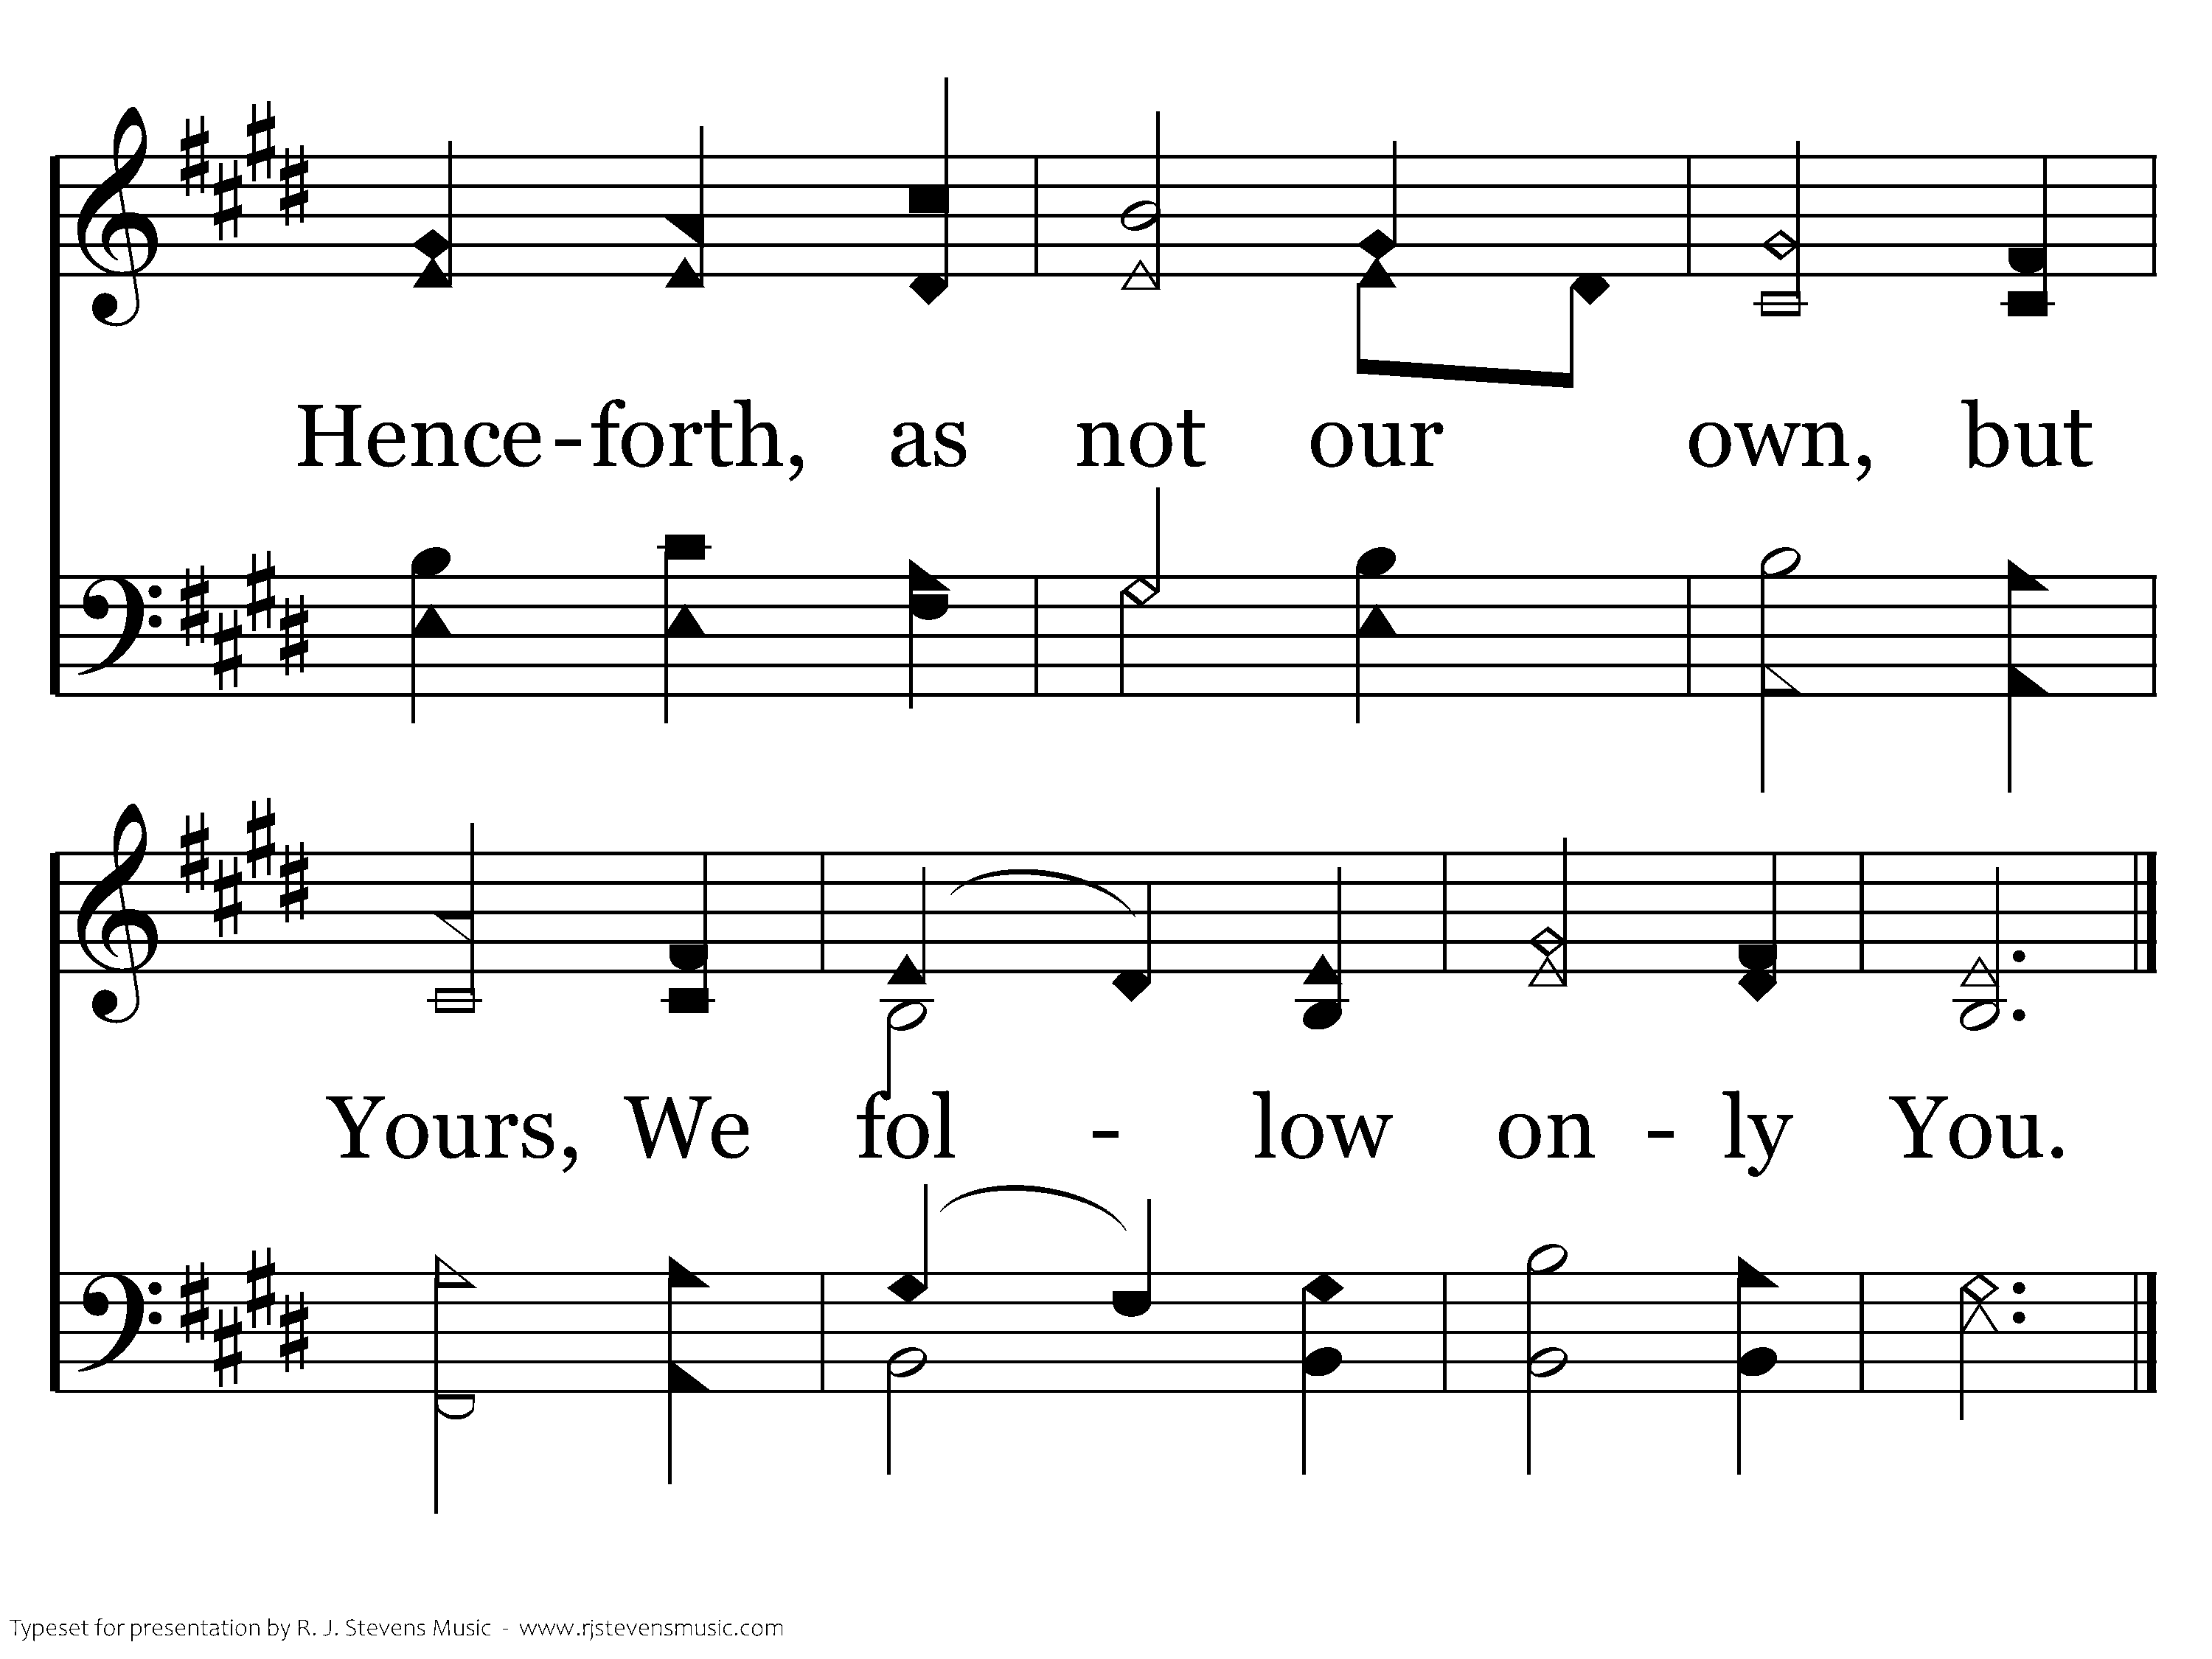 Hence-forth, as not our own, but
Yours, We fol - low on - ly You.
Typeset for presentation by R. J. Stevens Music - www.rjstevensmusic.com